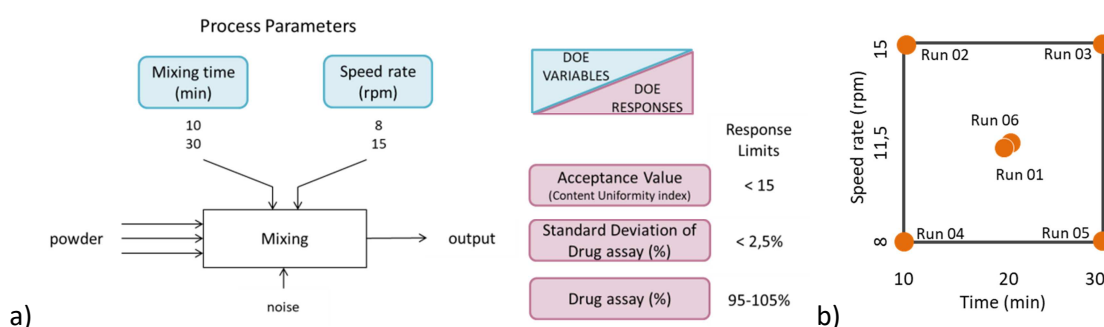 Process Parameters
Mixing time
(min)
Speed rate
(rpm)
10
30
8
15
powder
Mixing
output
noise
a)
DOE
VARIABLES
DOE
RESPONSES
Response
Limits
Acceptance Value
(Content Uniformity index)
< 15
Standard Deviation of
Drug assay (%)
< 2,5%
Drug assay (%)
95-105%
b)
Speed rate (rpm)
15
11,5
8
Run 02
Run 03
Run 06
Run 01
Run 04
Run 05
10
20
30
Time (min)